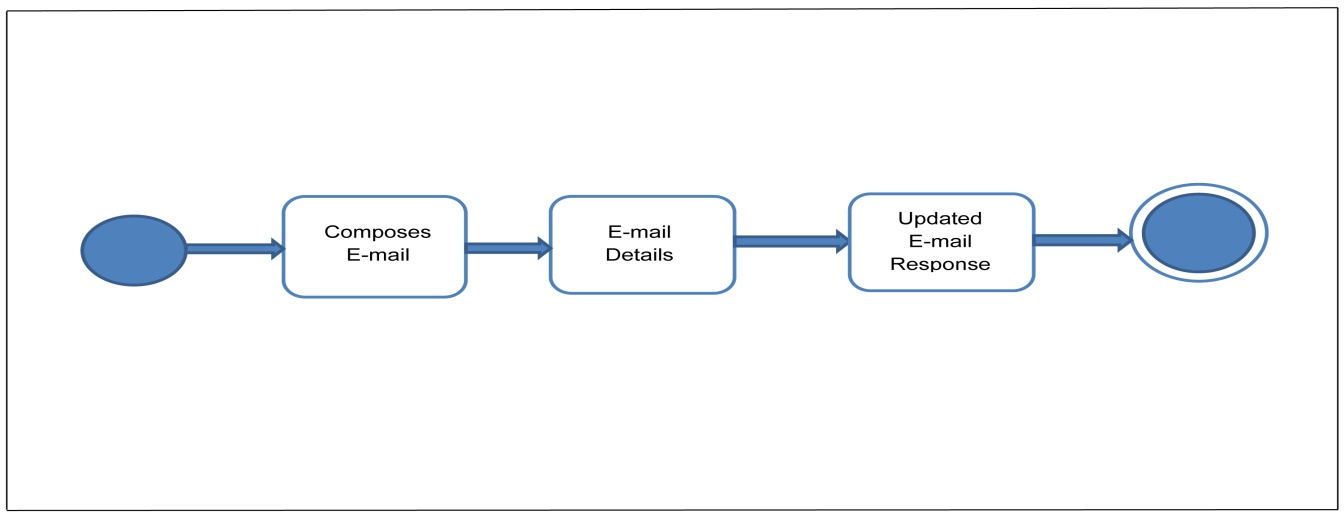 Composes
E-mail
E-mail
Details
Updated
E-mail
Response